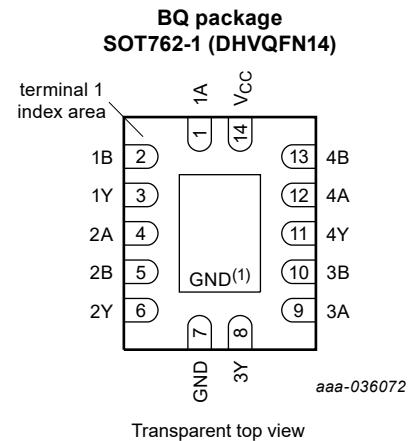 BQ package
SOT762-1 (DHVQFN14)
terminal 1
index area
1A
VCC
1
14
1B 2
13 4B
1Y 3
12 4A
2A 4
11 4Y
2B 5
10 3B
GND(1)
2Y 6
9 3A
7
8
GND
3Y
aaa-036072
Transparent top view